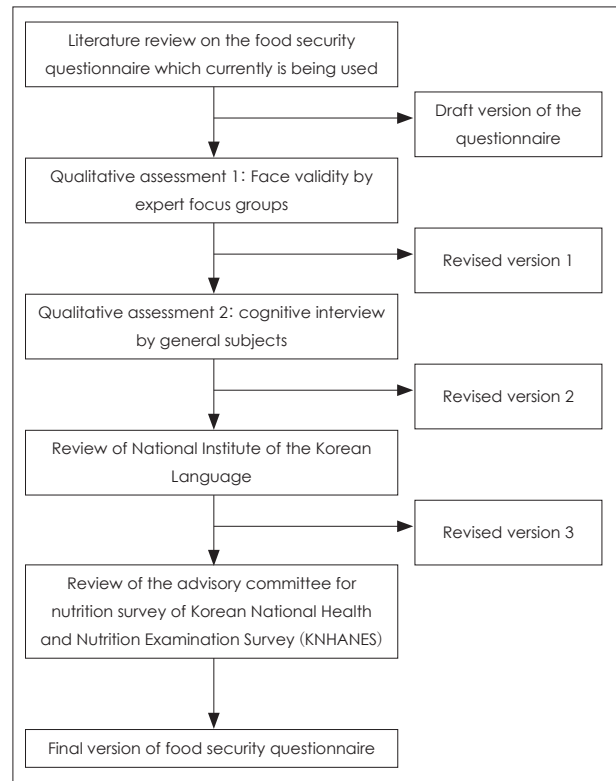 Literature review on the food security
questionnaire which currently is being used
Draft version of the
questionnaire
Qualitative assessment 1: Face validity by
expert focus groups
Revised version 1
Qualitative assessment 2: cognitive interview
by general subjects
Revised version 2
Review of National Institute of the Korean
Language
Revised version 3
Review of the advisory committee for
nutrition survey of Korean National Health
and Nutrition Examination Survey (KNHANES)
Final version of food security questionnaire